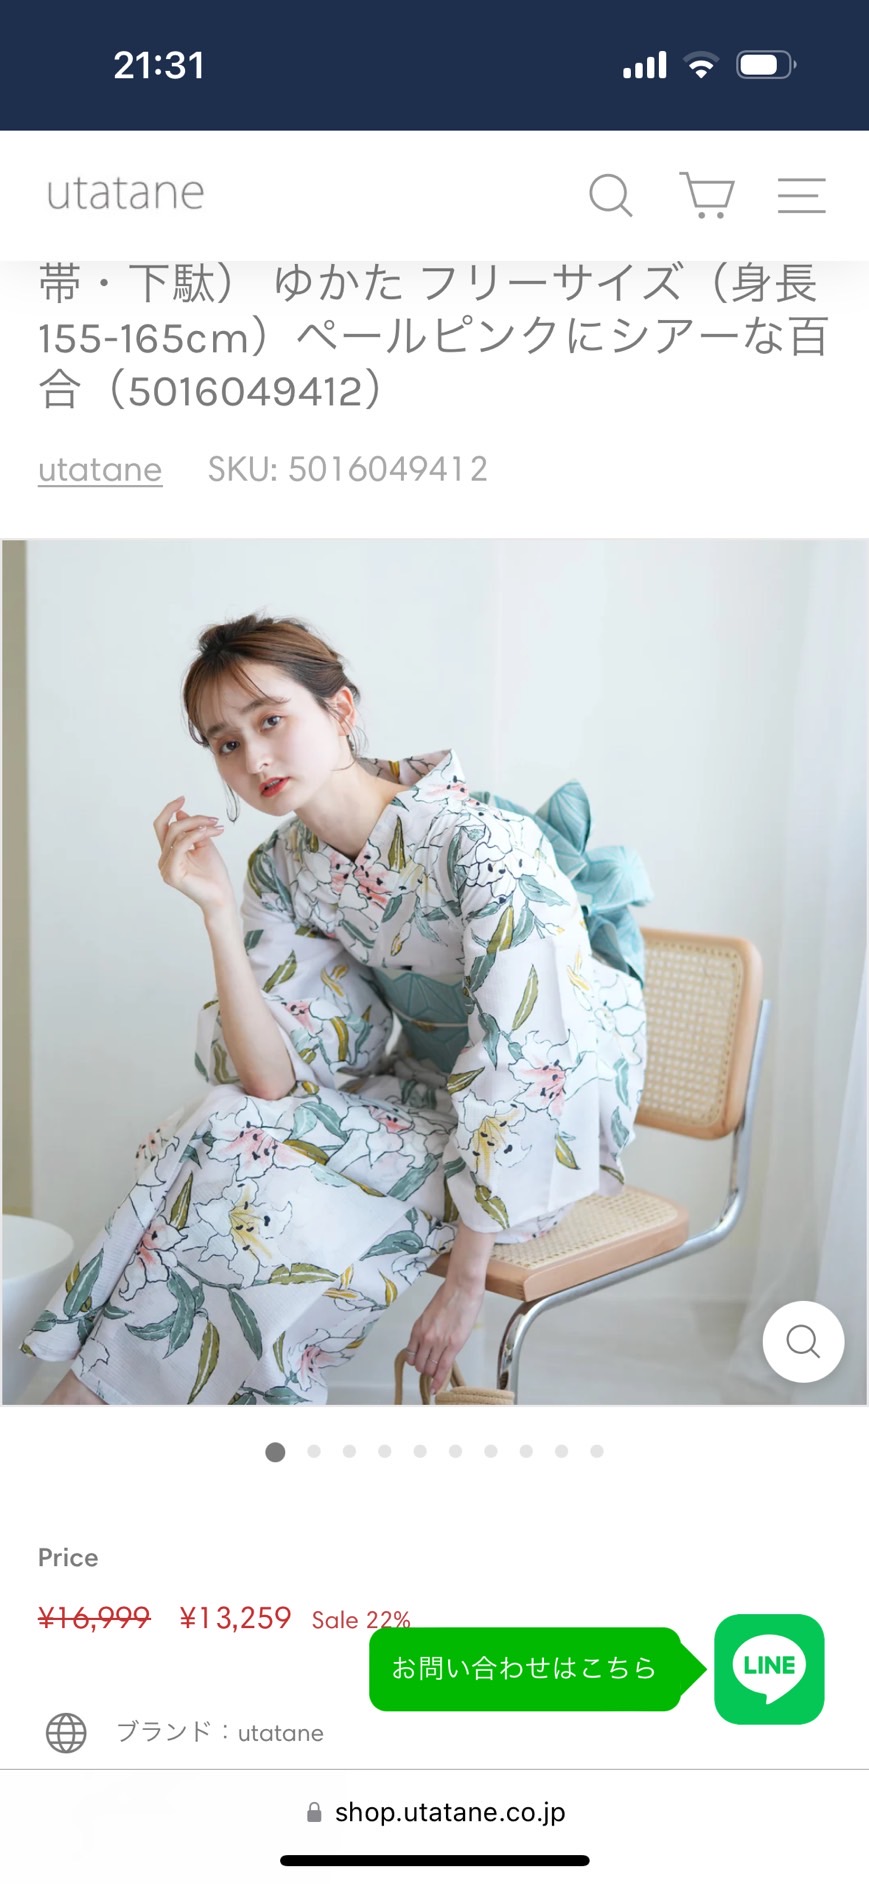 21:31
utatane
帯・下駄） ゆかた フリーサイズ（身長
155-165cm）ペールピンクにシアーな百
合（5016049412）
utatane SKU: 5016049412
Price
¥16,999 ¥13,259 Sale 22%
お問い合わせはこちら
LINE
ブランド：utatane
shop.utatane.co.jp